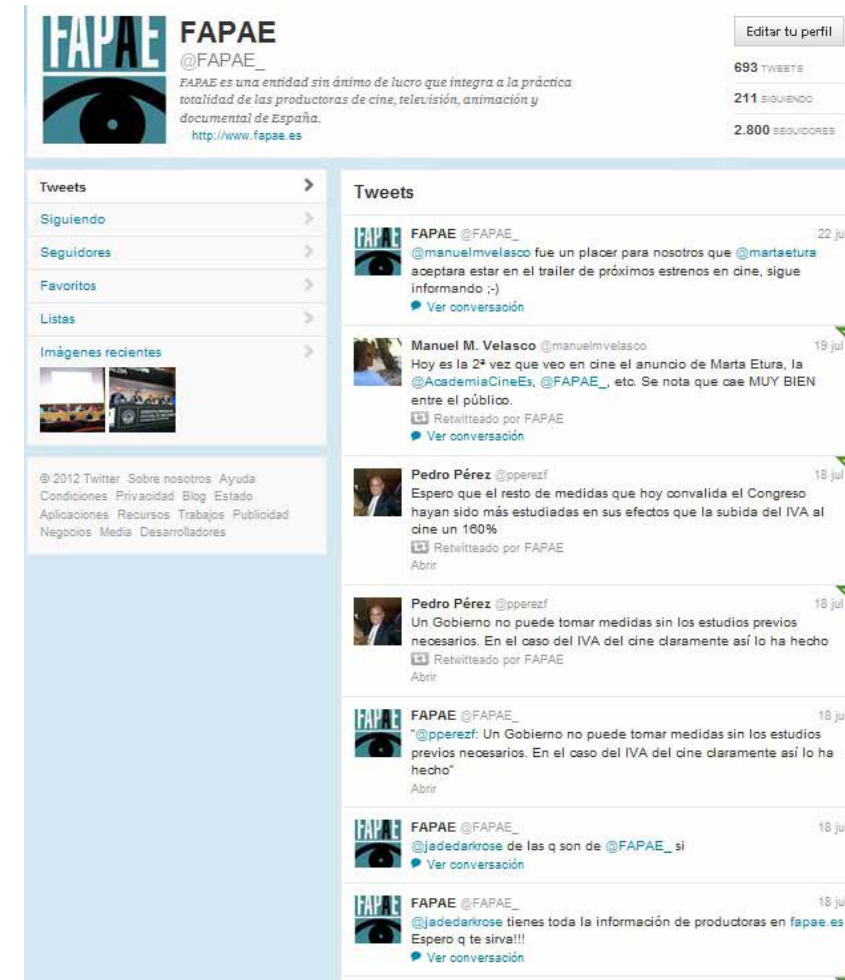 FAPAE
FAPAE
@FAPAE_
FAPAE es una entidad sin ánimo de lucro que integra a la práctica
totalidad de las productoras de cine, televisión, animación y
documental de España.
http://www.fapae.es
Editar tu perfil
693 TWEETS
211 SIGUIENDO
2.800 SEGUIDORES
Tweets
Siguiendo
Seguidores
Favoritos
Listas
Imágenes recientes
© 2012 Twitter Sobre nosotros Ayuda
Condiciones Privacidad Blog Estado
Aplicaciones Recursos Trabajos Publicidad
Negocios Media Desarrolladores
Tweets
FAPAE
FAPAE @FAPAE_ 22 jul
@manuelmvelasco fue un placer para nosotros que @martaetura
aceptara estar en el trailer de próximos estrenos en cine, sigue
informando ;-)
Ver conversación
Manuel M. Velasco @manuelmvelasco 19 jul
Hoy es la 2ª vez que veo en cine el anuncio de Marta Etura, la
@AcademiaCineEs, @FAPAE_, etc. Se nota que cae MUY BIEN
entre el público.
Retwitteado por FAPAE
Ver conversación
Pedro Pérez @pperezf 18 jul
Espero que el resto de medidas que hoy convalida el Congreso
hayan sido más estudiadas en sus efectos que la subida del IVA al
cine un 160%
Retwitteado por FAPAE
Abrir
Pedro Pérez @pperezf 18 jul
Un Gobierno no puede tomar medidas sin los estudios previos
necesarios. En el caso del IVA del cine claramente así lo ha hecho
Retwitteado por FAPAE
Abrir
FAPAE
FAPAE @FAPAE_ 18 jul
"@pperezf: Un Gobierno no puede tomar medidas sin los estudios
previos necesarios. En el caso del IVA del cine claramente así lo ha
hecho"
Abrir
FAPAE
FAPAE @FAPAE_ 18 jul
@jadedarkrose de las q son de @FAPAE_ si
Ver conversación
FAPAE
FAPAE @FAPAE_ 18 jul
@jadedarkrose tienes toda la información de productoras en fapae.es
Espero q te sirva!!!
Ver conversación